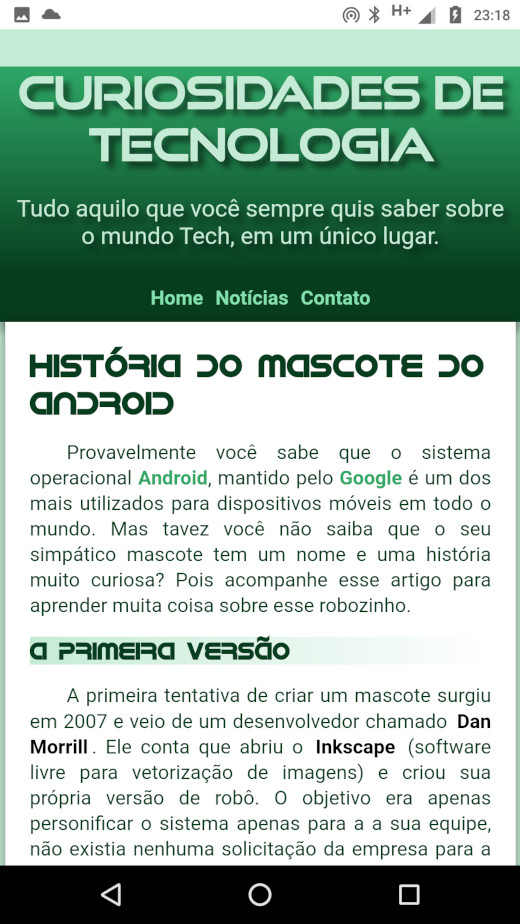 H+ 23:18
CURIOSIDADES DE
TECNOLOGIA
Tudo aquilo que você sempre quis saber sobre
o mundo Tech, em um único lugar.
Home Notícias Contato
HISTÓRIA DO MASCOTE DO
ANDROID
Provavelmente você sabe que o sistema
operacional Android, mantido pelo Google é um dos
mais utilizados para dispositivos móveis em todo o
mundo. Mas tavez você não saiba que o seu
simpático mascote tem um nome e uma história
muito curiosa? Pois acompanhe esse artigo para
aprender muita coisa sobre esse robozinho.
A PRIMEIRA VERSÃO
A primeira tentativa de criar um mascote surgiu
em 2007 e veio de um desenvolvedor chamado Dan
Morrill. Ele conta que abriu o Inkscape (software
livre para vetorização de imagens) e criou sua
própria versão de robô. O objetivo era apenas
personificar o sistema apenas para a a sua equipe,
não existia nenhuma solicitação da empresa para a